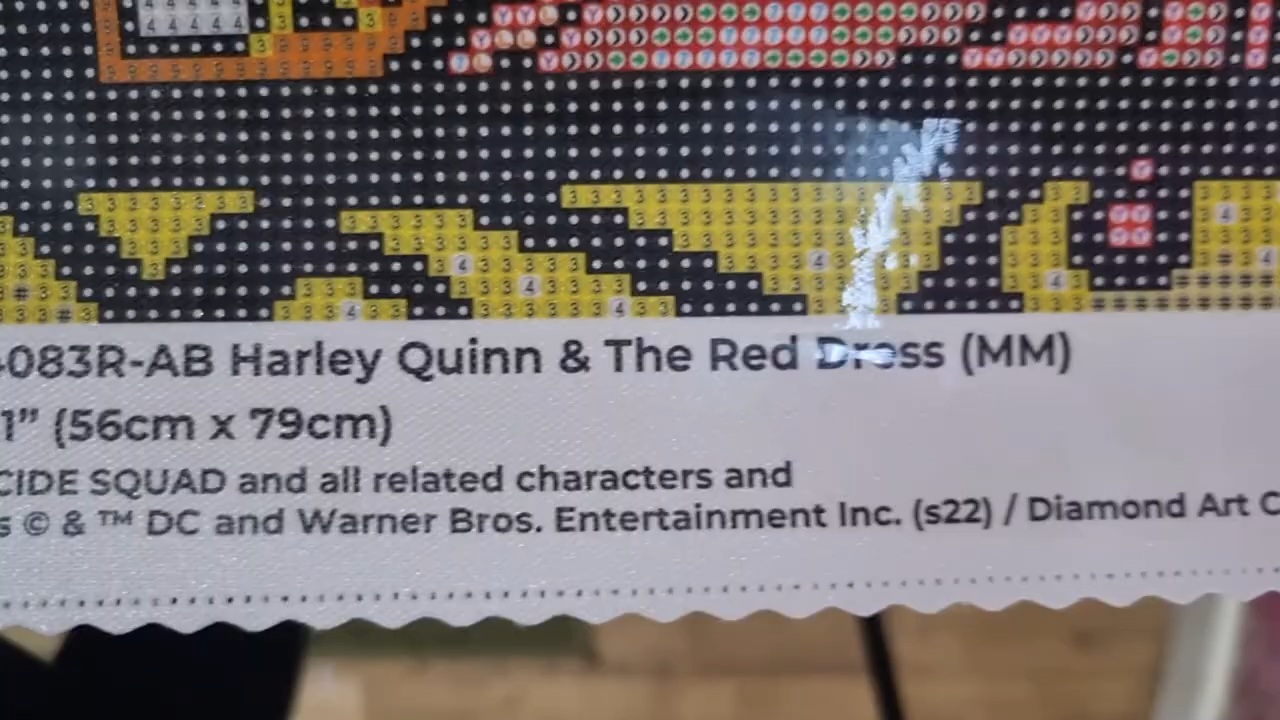 -083R-AB Harley Quinn & The Red Dress (MM)
1” (56cm x 79cm)
CIDE SQUAD and all related characters and
s © & ™ DC and Warner Bros. Entertainment Inc. (s22) / Diamond Art C